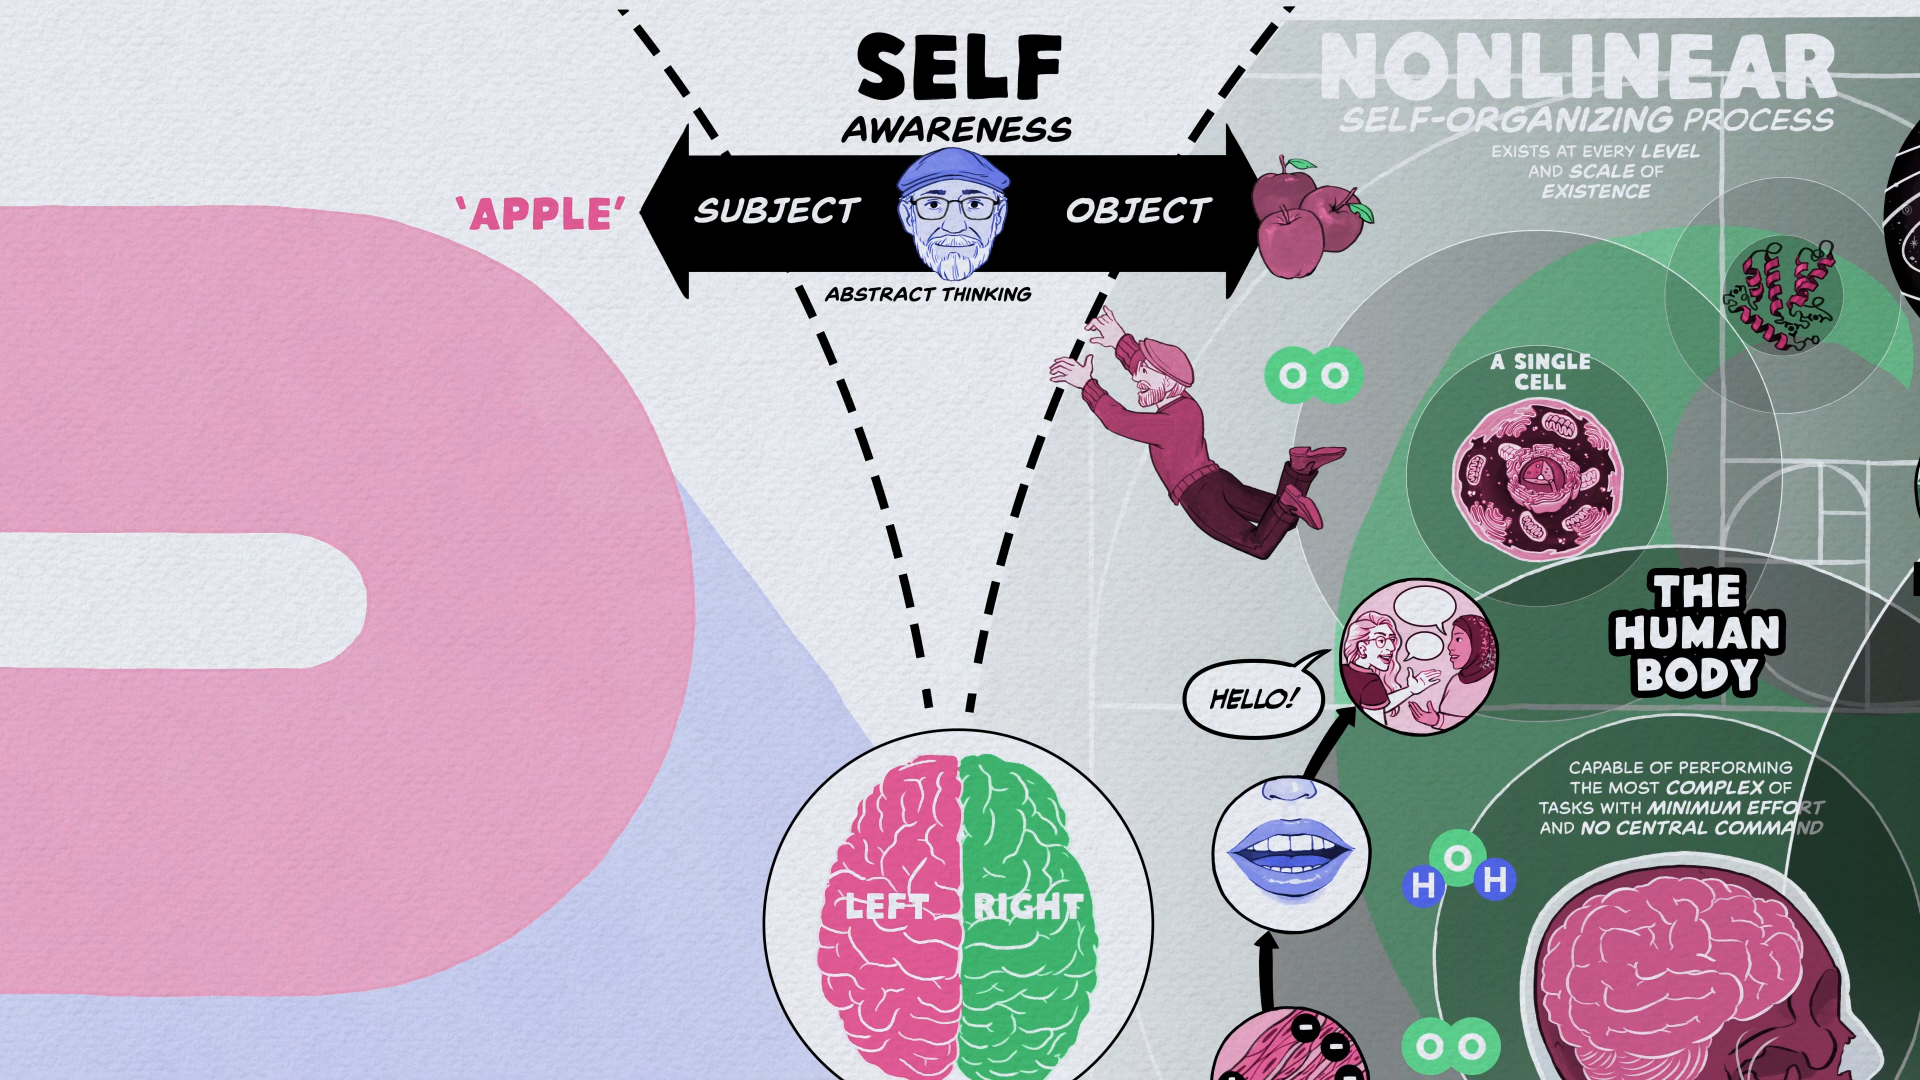 SELF
AWARENESS
'APPLE'
SUBJECT
OBJECT
ABSTRACT THINKING
NONLINEAR
SELF-ORGANIZING PROCESS
EXISTS AT EVERY LEVEL
AND SCALE OF
EXISTENCE
O O
A SINGLE
CELL
THE
HUMAN
BODY
HELLO!
CAPABLE OF PERFORMING
THE MOST COMPLEX OF
TASKS WITH MINIMUM EFFORT
AND NO CENTRAL COMMAND
H O H
LEFT
RIGHT
O O